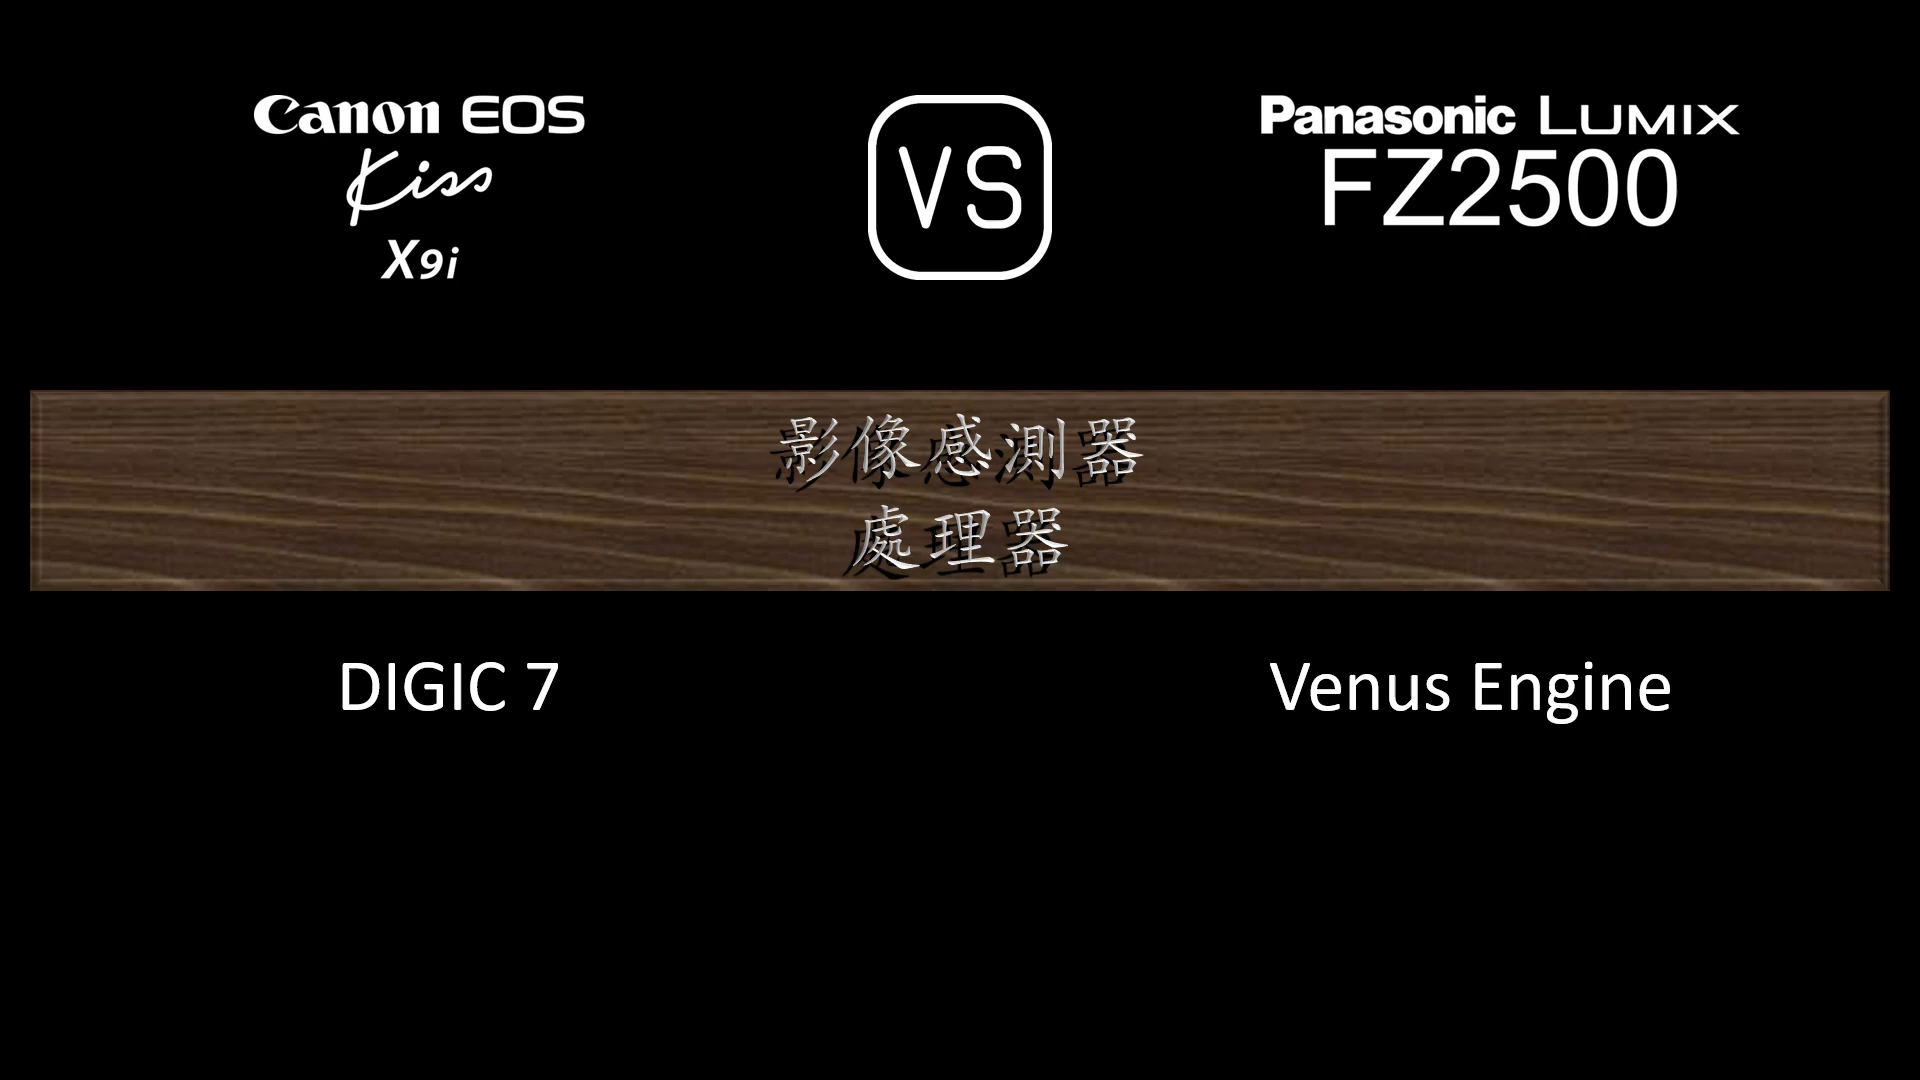 Canon EOS
Kiss
X9i
VS
Panasonic LUMIX
FZ2500
影像感測器
處理器
DIGIC 7
Venus Engine